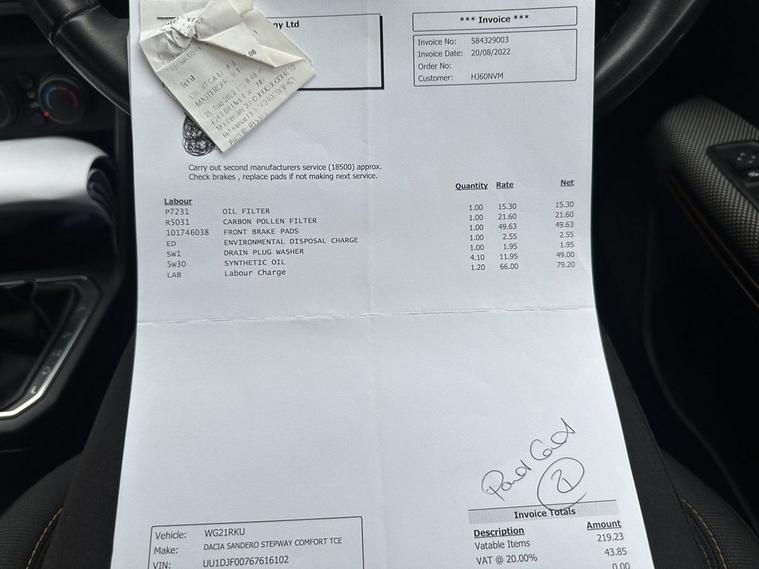 ny Ltd
*** Invoice ***
Invoice No: 584329003
Invoice Date: 20/08/2022
Order No:
Customer: HJ60NVM
Total
Carry out second manufacturers service (18500) approx.
Check brakes , replace pads if not making next service.
Labour Quantity Rate Net
P7231 OIL FILTER 1.00 15.30 15.30
R5031 CARBON POLLEN FILTER 1.00 21.60 21.60
101746038 FRONT BRAKE PADS 1.00 49.63 49.63
ED ENVIRONMENTAL DISPOSAL CHARGE 1.00 2.55 2.55
SW1 DRAIN PLUG WASHER 1.00 1.95 1.95
5W30 SYNTHETIC OIL 4.10 11.95 49.00
LAB Labour Charge 1.20 66.00 79.20
Paid Card
Invoice Totals
Description Amount
Vatable Items 219.23
VAT @ 20.00% 43.85
0.00
Vehicle: WG21RKU
Make: DACIA SANDERO STEPWAY COMFORT TCE
VIN: UU1DJF00767616102